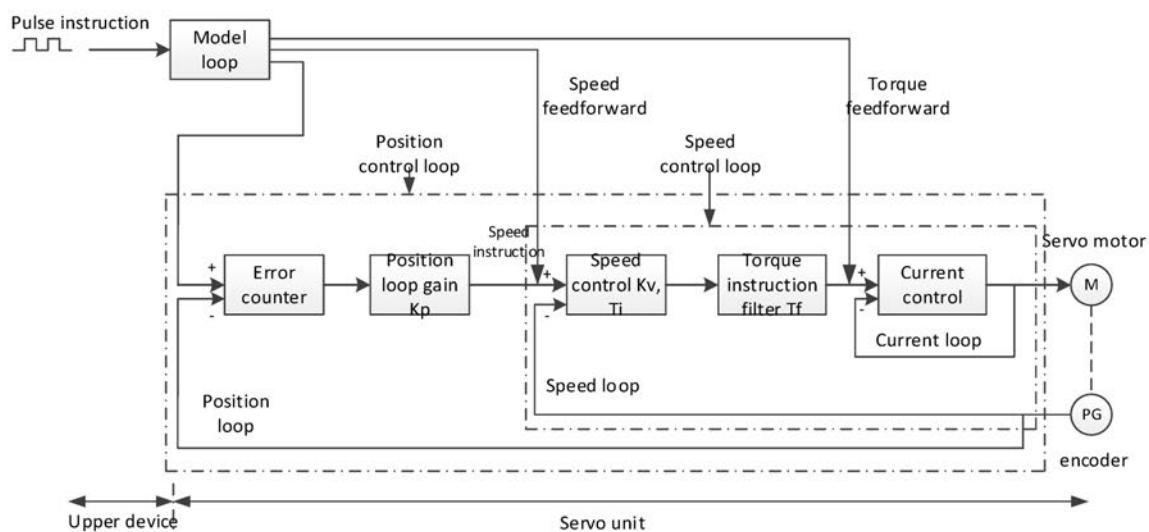 Pulse instruction
Model
loop
Speed
feedforward
Torque
feedforward
Position
control loop
Speed
control loop
Speed
instruction
Servo motor
+
-
Error
counter
Position
loop gain
Kp
+
-
Speed
control Kv,
Ti
Torque
instruction
filter Tf
+
-
Current
control
M
Current loop
Speed loop
Position
loop
PG
encoder
Upper device
Servo unit